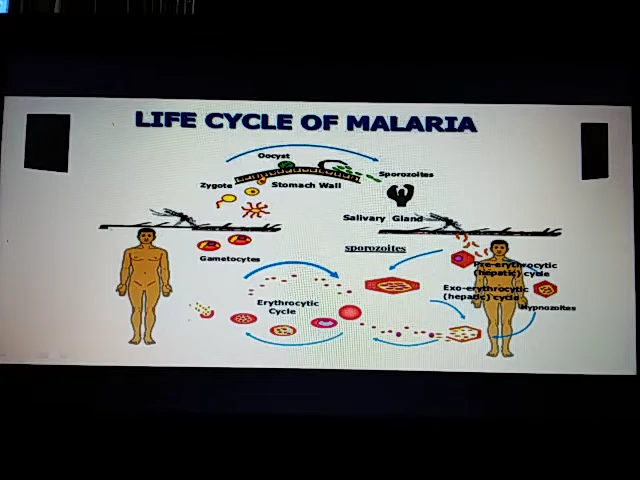 LIFE CYCLE OF MALARIA
Oocyst
Sporozoites
Zygote
Stomach Wall
Salivary Gland
sporozoites
Gametocytes
Pre-erythrocytic
(hepatic) cycle
Exo-erythrocytic
(hepatic) cycle
Hypnozoites
Erythrocytic
Cycle